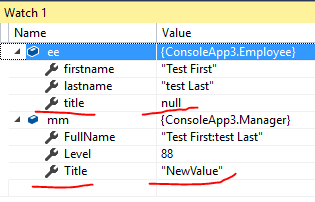 Watch 1
Name Value
ee {ConsoleApp3.Employee}
firstname "Test First"
lastname "test Last"
title null
mm {ConsoleApp3.Manager}
FullName "Test First:test Last"
Level 88
Title "NewValue"